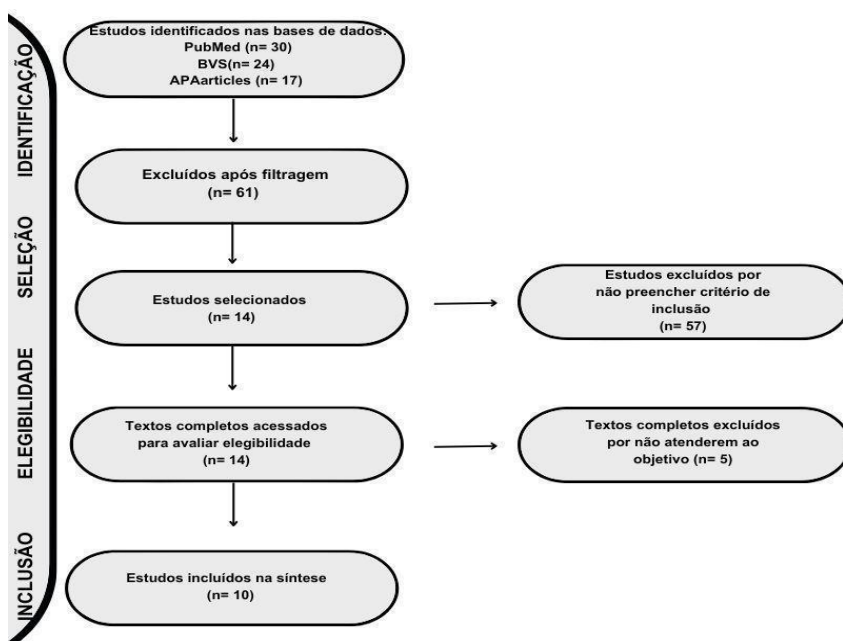 IDENTIFICAÇÃO
Estudos identificados nas bases de dados:
PubMed (n= 30)
BVS(n= 24)
APAarticles (n= 17)
Excluídos após filtragem
(n= 61)
SELEÇÃO
Estudos selecionados
(n= 14)
Estudos excluídos por
não preencher critério de
inclusão
(n= 57)
ELEGIBILIDADE
Textos completos acessados
para avaliar elegibilidade
(n= 14)
Textos completos excluídos
por não atenderem ao
objetivo (n= 5)
INCLUSÃO
Estudos incluídos na síntese
(n= 10)